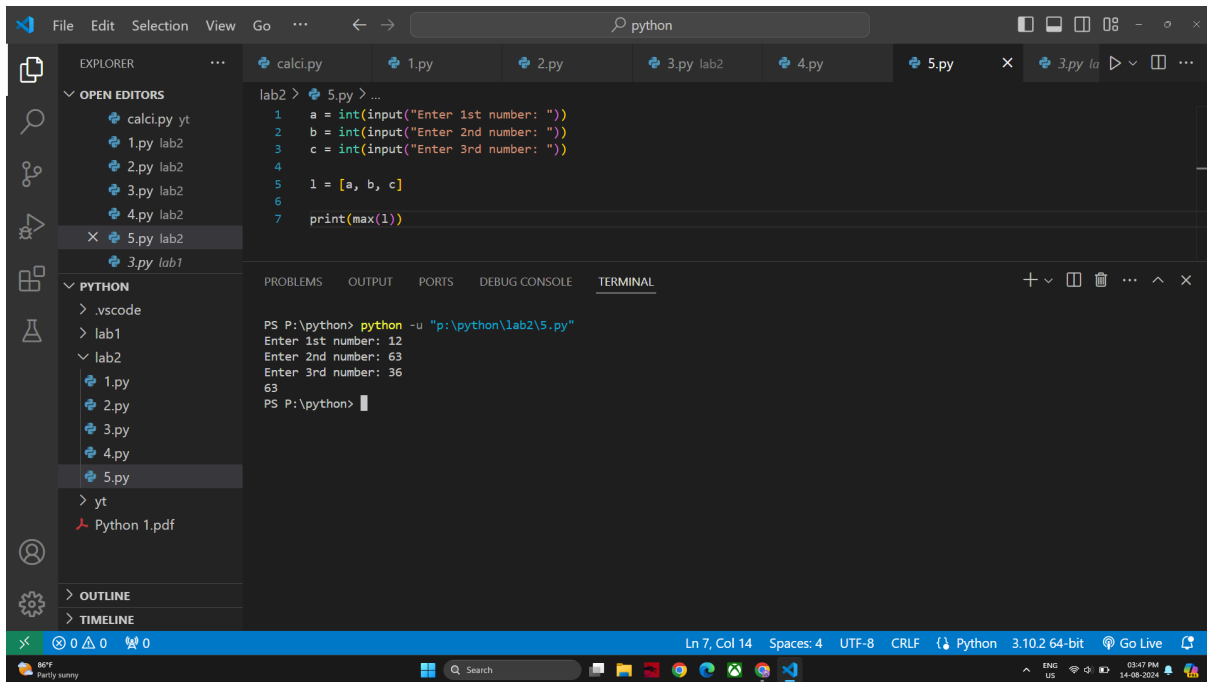 File Edit Selection View Go ··· python
EXPLORER ···
calci.py 1.py 2.py 3.py lab2 4.py 5.py 3.py la
OPEN EDITORS
calci.py yt
1.py lab2
2.py lab2
3.py lab2
4.py lab2
5.py lab2
3.py lab1
PYTHON
.vscode
lab1
lab2
1.py
2.py
3.py
4.py
5.py
yt
Python 1.pdf
OUTLINE
TIMELINE
lab2 > 5.py > ...
1 a = int(input("Enter 1st number: "))
2 b = int(input("Enter 2nd number: "))
3 c = int(input("Enter 3rd number: "))
4
5 l = [a, b, c]
6
7 print(max(l))
PROBLEMS OUTPUT PORTS DEBUG CONSOLE TERMINAL
PS P:\python> python -u "p:\python\lab2\5.py"
Enter 1st number: 12
Enter 2nd number: 63
Enter 3rd number: 36
63
PS P:\python>
0 0 0 Ln 7, Col 14 Spaces: 4 UTF-8 CRLF Python 3.10.2 64-bit Go Live
86°F
Partly sunny
Search
ENG
US
03:47 PM
14-08-2024